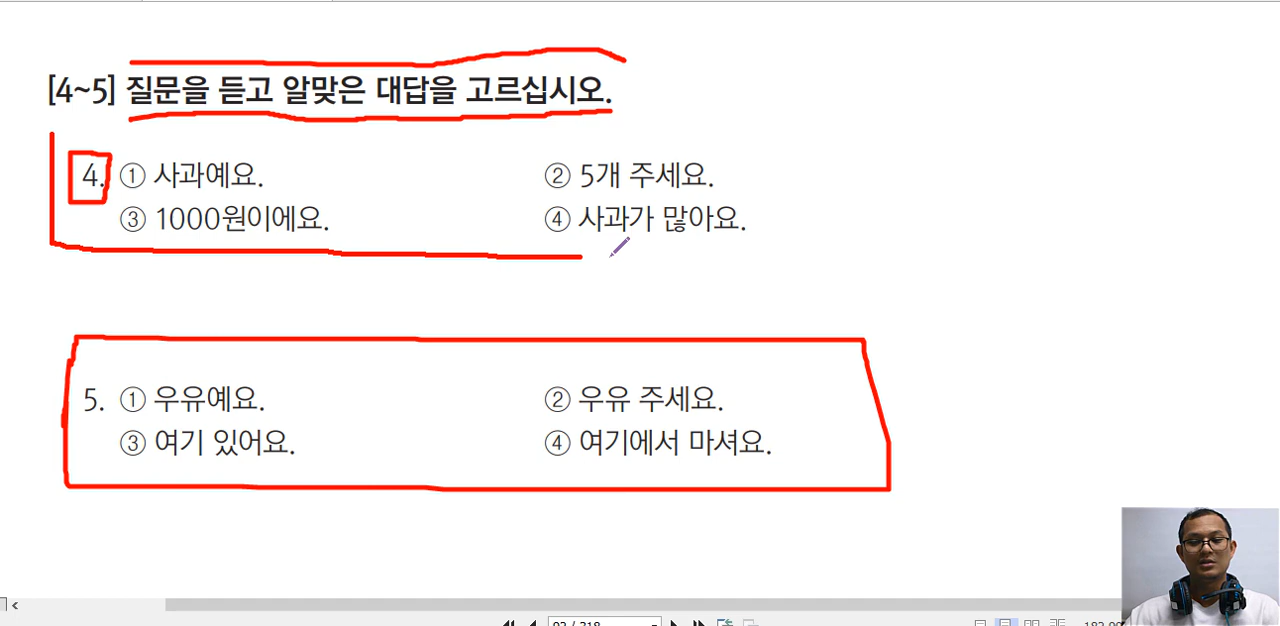 [4~5] 질문을 듣고 알맞은 대답을 고르십시오.
4. ① 사과예요. ② 5개 주세요.
③ 1000원이에요. ④ 사과가 많아요.
5. ① 우유예요. ② 우유 주세요.
③ 여기 있어요. ④ 여기에서 마셔요.